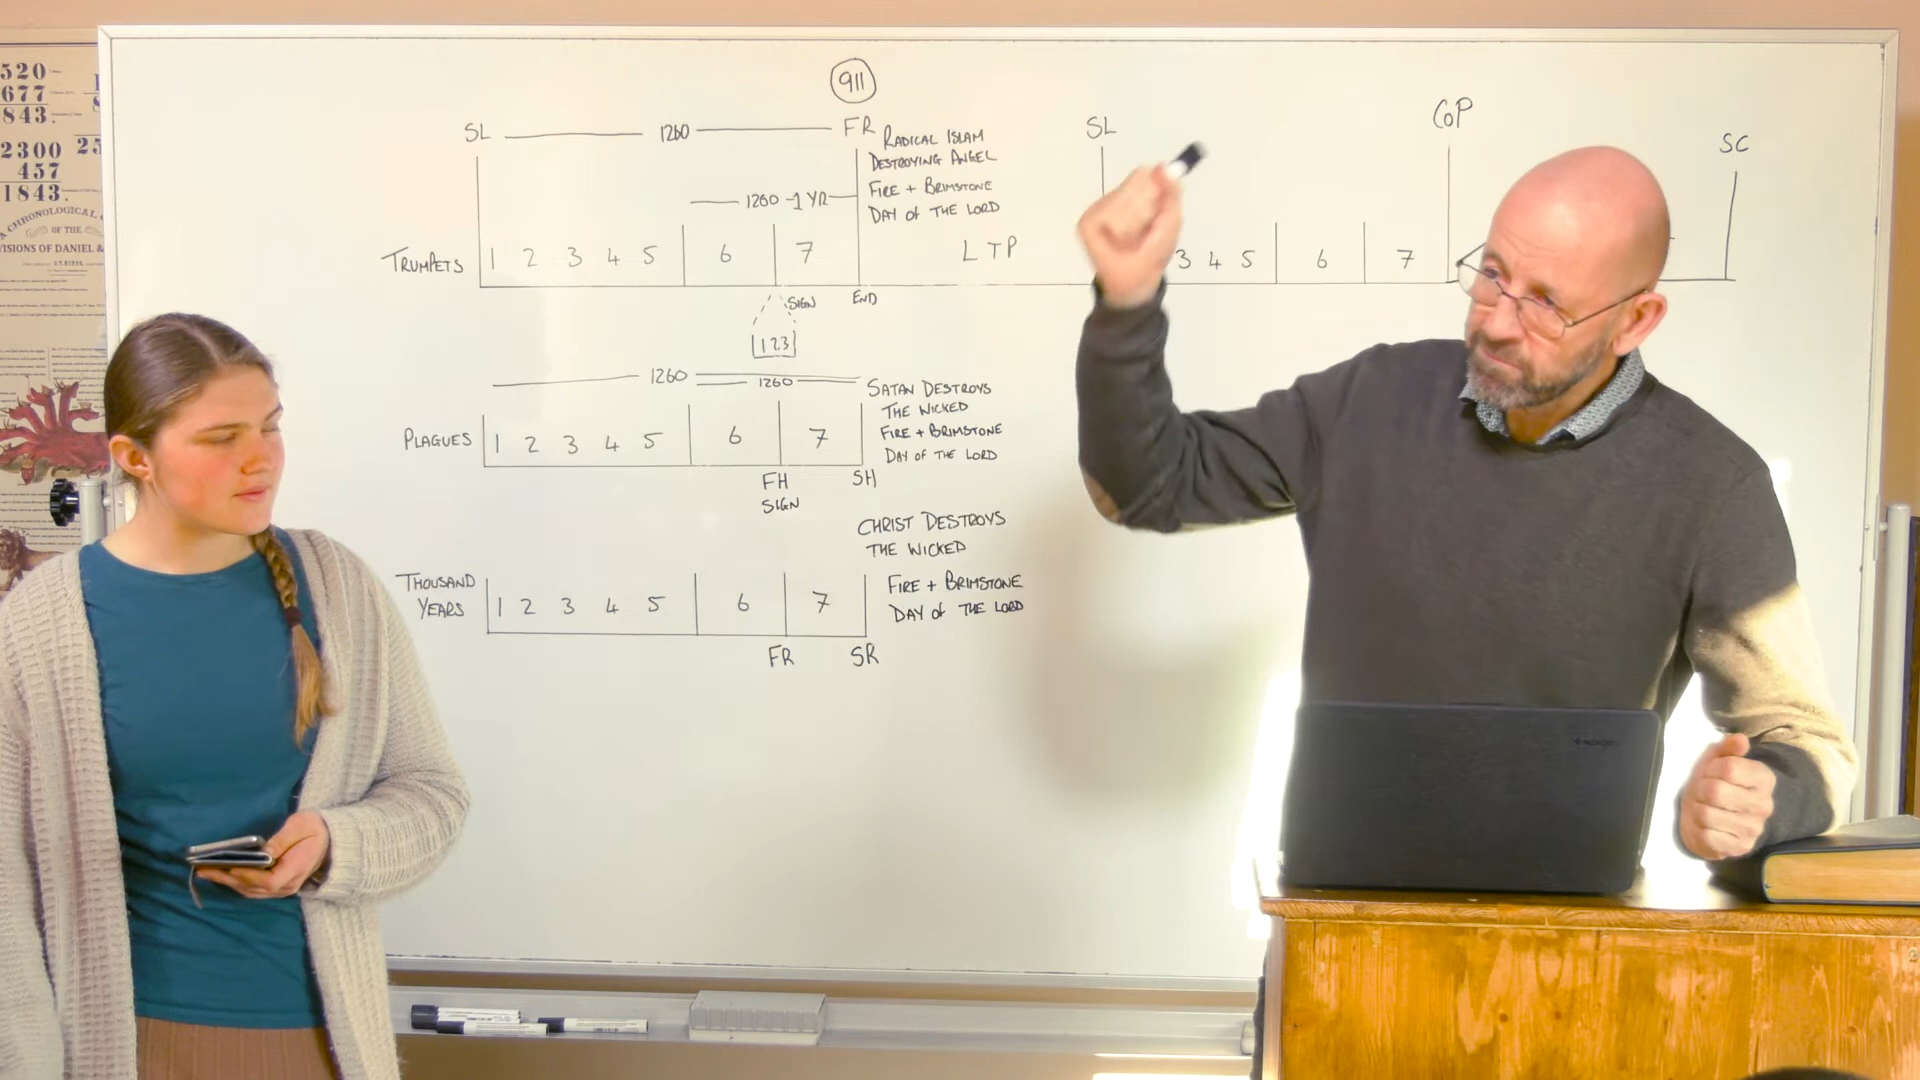 520
677
843.
2300
457
1843.
25
A CHRONOLOGICAL
OF THE
VISIONS OF DANIEL &
911
SL 1260 FR
RADICAL ISLAM
DESTROYING ANGEL
1260 -1 YR
FIRE + BRIMSTONE
DAY OF THE LORD
TRUMPETS 1 2 3 4 5 6 7
SIGN END
123
LTP
SL COP SC
3 4 5 6 7
1260 1260
PLAGUES 1 2 3 4 5 6 7
SATAN DESTROYS
THE WICKED
FIRE + BRIMSTONE
DAY OF THE LORD
FH SH
SIGN
CHRIST DESTROYS
THE WICKED
THOUSAND
YEARS 1 2 3 4 5 6 7
FIRE + BRIMSTONE
DAY OF THE LORD
FR SR